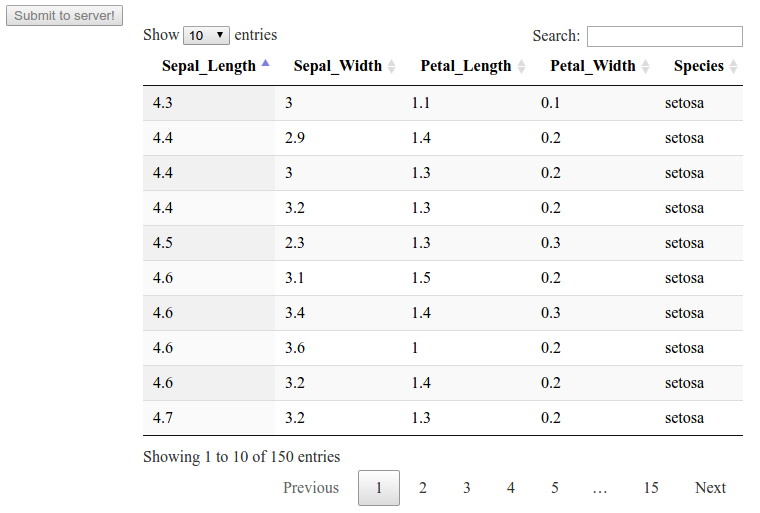 Submit to server!
Show 10 entries Search:
Sepal_Length Sepal_Width Petal_Length Petal_Width Species
4.3 3 1.1 0.1 setosa
4.4 2.9 1.4 0.2 setosa
4.4 3 1.3 0.2 setosa
4.4 3.2 1.3 0.2 setosa
4.5 2.3 1.3 0.3 setosa
4.6 3.1 1.5 0.2 setosa
4.6 3.4 1.4 0.3 setosa
4.6 3.6 1 0.2 setosa
4.6 3.2 1.4 0.2 setosa
4.7 3.2 1.3 0.2 setosa
Showing 1 to 10 of 150 entries
Previous 1 2 3 4 5 … 15 Next